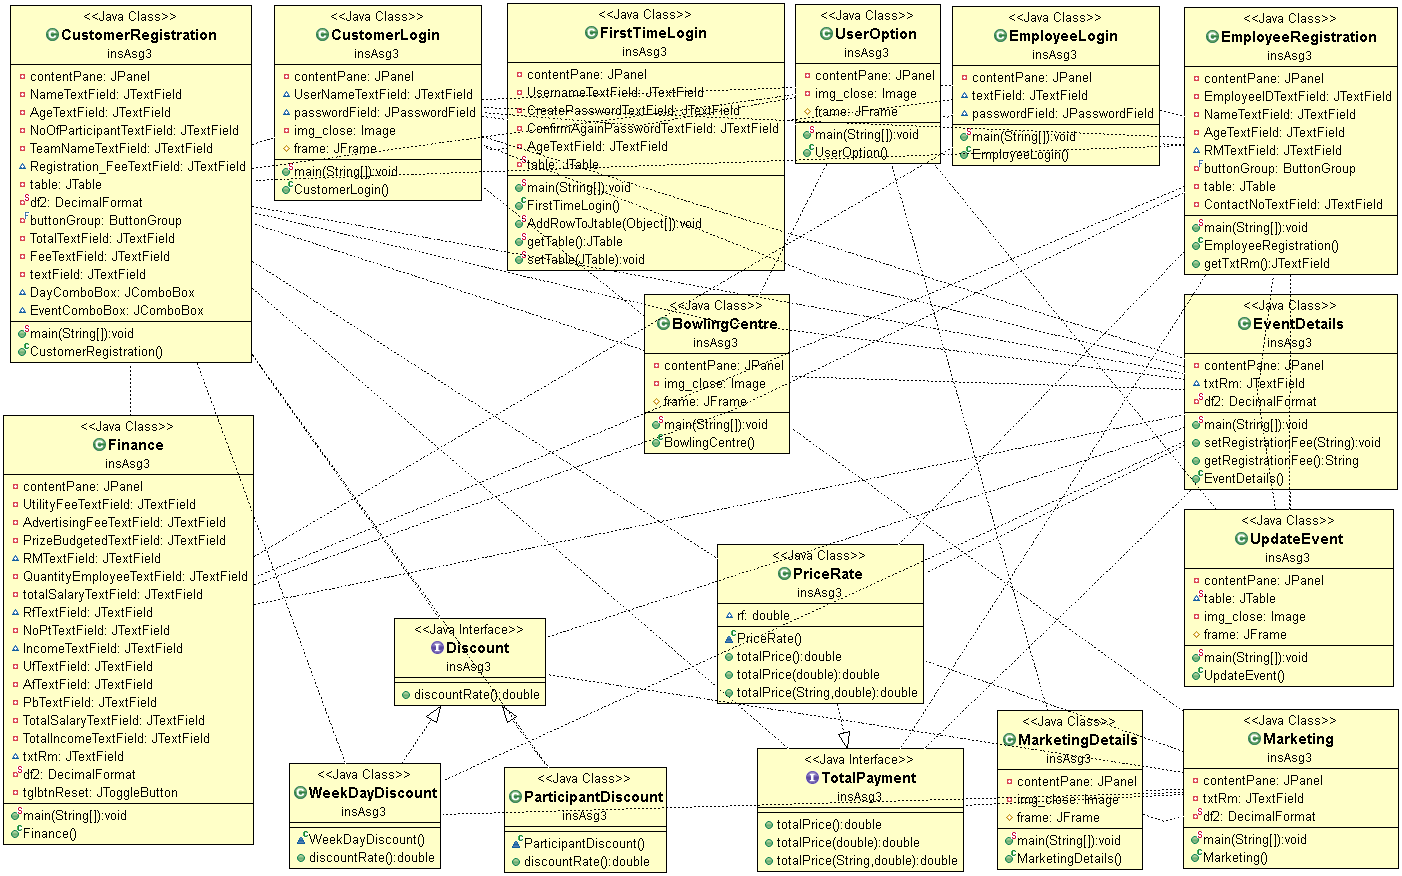 <<Java Class>>
CustomerRegistration
insAsg3
contentPane: JPanel
NameTextField: JTextField
AgeTextField: JTextField
NoOfParticipantTextField: JTextField
TeamNameTextField: JTextField
Registration_FeeTextField: JTextField
table: JTable
df2: DecimalFormat
buttonGroup: ButtonGroup
TotalTextField: JTextField
FeeTextField: JTextField
textField: JTextField
DayComboBox: JComboBox
EventComboBox: JComboBox
main(String[]):void
CustomerRegistration()
<<Java Class>>
CustomerLogin
insAsg3
contentPane: JPanel
UserNameTextField: JTextField
passwordField: JPasswordField
img_close: Image
frame: JFrame
main(String[]):void
CustomerLogin()
<<Java Class>>
FirstTimeLogin
insAsg3
contentPane: JPanel
UsernameTextField: JTextField
CreatePasswordTextField: JTextField
ConfirmAgainPasswordTextField: JTextField
AgeTextField: JTextField
table: JTable
main(String[]):void
FirstTimeLogin()
AddRowToJtable(Object[]):void
getTable():JTable
setTable(JTable):void
<<Java Class>>
UserOption
insAsg3
contentPane: JPanel
img_close: Image
frame: JFrame
main(String[]):void
UserOption()
<<Java Class>>
EmployeeLogin
insAsg3
contentPane: JPanel
textField: JTextField
passwordField: JPasswordField
main(String[]):void
EmployeeLogin()
<<Java Class>>
EmployeeRegistration
insAsg3
contentPane: JPanel
EmployeeIDTextField: JTextField
NameTextField: JTextField
AgeTextField: JTextField
RMTextField: JTextField
buttonGroup: ButtonGroup
table: JTable
ContactNoTextField: JTextField
main(String[]):void
EmployeeRegistration()
getTxtRm():JTextField
<<Java Class>>
BowlingCentre
insAsg3
contentPane: JPanel
img_close: Image
frame: JFrame
main(String[]):void
BowlingCentre()
<<Java Class>>
EventDetails
insAsg3
contentPane: JPanel
txtRm: JTextField
df2: DecimalFormat
main(String[]):void
setRegistrationFee(String):void
getRegistrationFee():String
EventDetails()
<<Java Class>>
Finance
insAsg3
contentPane: JPanel
UtilityFeeTextField: JTextField
AdvertisingFeeTextField: JTextField
PrizeBudgetedTextField: JTextField
RMTextField: JTextField
QuantityEmployeeTextField: JTextField
totalSalaryTextField: JTextField
RfTextField: JTextField
NoPtTextField: JTextField
IncomeTextField: JTextField
UfTextField: JTextField
AfTextField: JTextField
PbTextField: JTextField
TotalSalaryTextField: JTextField
TotalIncomeTextField: JTextField
txtRm: JTextField
df2: DecimalFormat
tglbtnReset: JToggleButton
main(String[]):void
Finance()
<<Java Class>>
UpdateEvent
insAsg3
contentPane: JPanel
table: JTable
img_close: Image
frame: JFrame
main(String[]):void
UpdateEvent()
<<Java Class>>
PriceRate
insAsg3
rf: double
PriceRate()
totalPrice():double
totalPrice(double):double
totalPrice(String,double):double
<<Java Interface>>
Discount
insAsg3
discountRate():double
<<Java Class>>
WeekDayDiscount
insAsg3
WeekDayDiscount()
discountRate():double
<<Java Class>>
ParticipantDiscount
insAsg3
ParticipantDiscount()
discountRate():double
<<Java Interface>>
TotalPayment
insAsg3
totalPrice():double
totalPrice(double):double
totalPrice(String,double):double
<<Java Class>>
MarketingDetails
insAsg3
contentPane: JPanel
img_close: Image
frame: JFrame
main(String[]):void
MarketingDetails()
<<Java Class>>
Marketing
insAsg3
contentPane: JPanel
txtRm: JTextField
df2: DecimalFormat
main(String[]):void
Marketing()